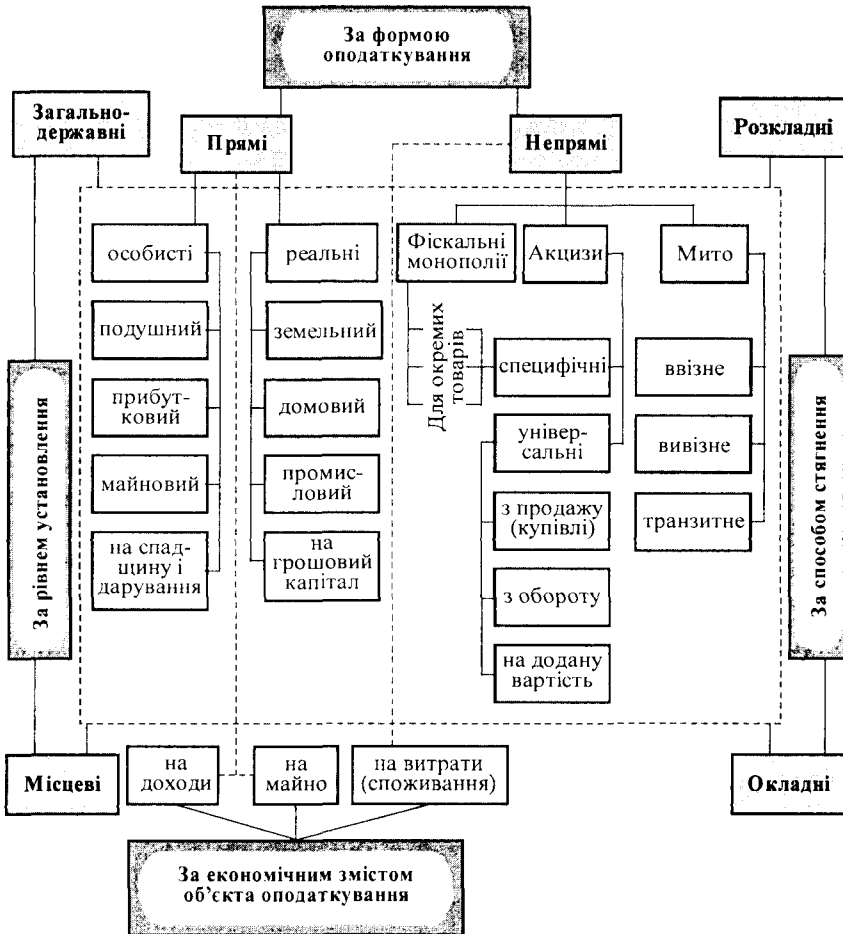 За формою
оподаткування
Загально-
державні
Прямі
Непрямі
Розкладні
особисті
реальні
Фіскальні
монополії
Акцизи
Мито
подушний
земельний
Для окремих
товарів
специфічні
ввізне
прибут-
ковий
домовий
універ-
сальні
вивізне
майновий
промис-
ловий
з продажу
(купівлі)
транзитне
на спад-
щину і
дарування
на
грошовий
капітал
з обороту
на додану
вартість
За рівнем установлення
За способом стягнення
Місцеві
на
доходи
на
майно
на витрати
(споживання)
Окладні
За економічним змістом
об'єкта оподаткування